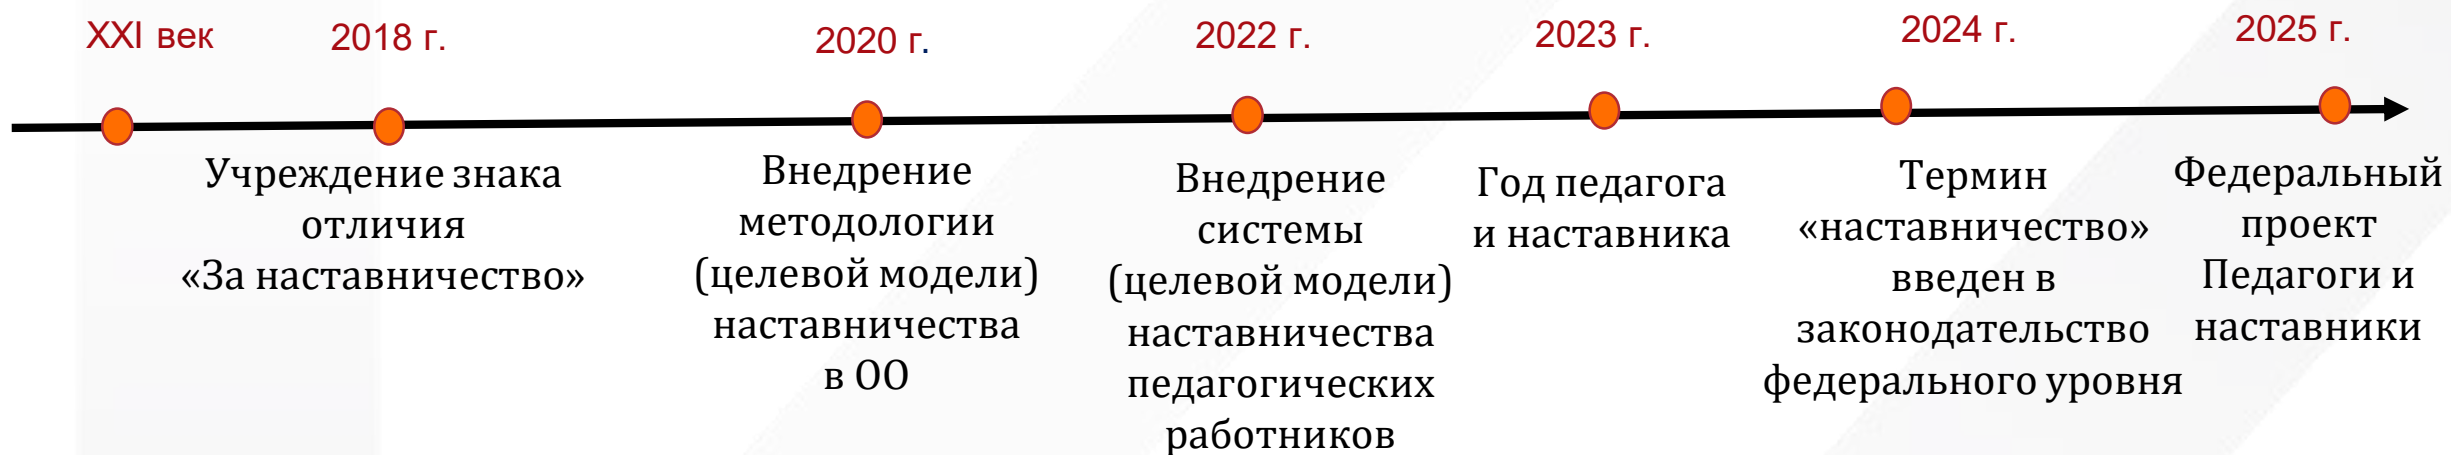 XXI век
2018 г.
Учреждение знака
отличия
«За наставничество»
2020 г.
Внедрение
методологии
(целевой модели)
наставничества
в ОО
2022 г.
Внедрение
системы
(целевой модели)
наставничества
педагогических
работников
2023 г.
Год педагога
и наставника
2024 г.
Термин
«наставничество»
введен в
законодательство
федерального уровня
2025 г.
Федеральный
проект
Педагоги и
наставники